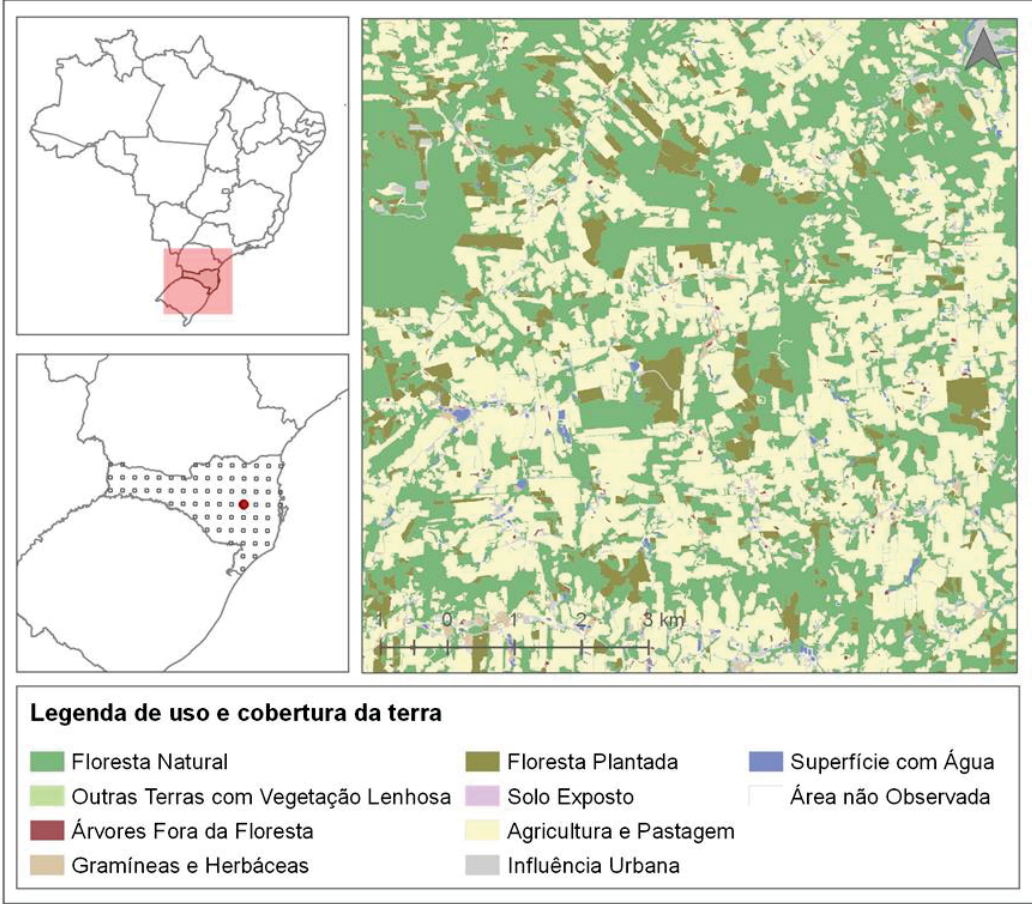 1 0 1 2 3 km
Legenda de uso e cobertura da terra
Floresta Natural
Outras Terras com Vegetação Lenhosa
Árvores Fora da Floresta
Gramíneas e Herbáceas
Floresta Plantada
Solo Exposto
Agricultura e Pastagem
Influência Urbana
Superfície com Água
Área não Observada